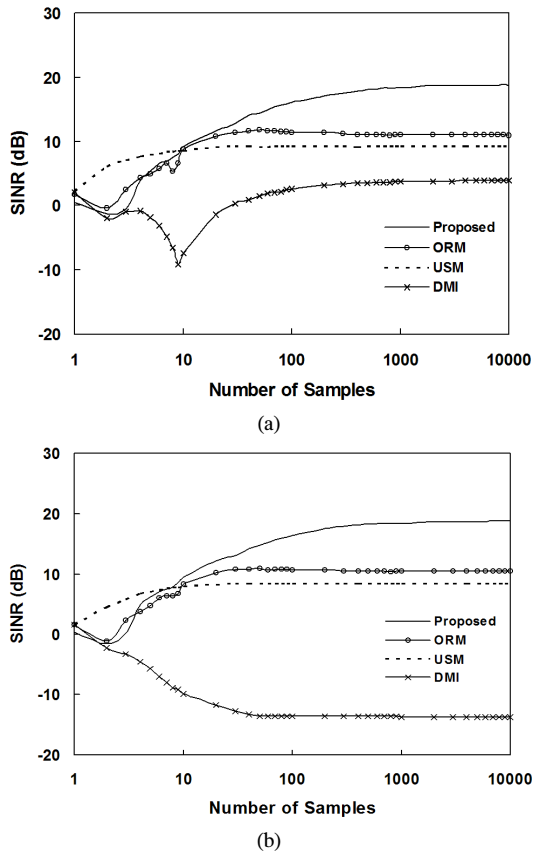 30
20
10
0
-10
-20
SINR (dB)
Proposed
ORM
USM
DMI
1 10 100 1000 10000
Number of Samples
(a)
30
20
10
0
-10
-20
SINR (dB)
Proposed
ORM
USM
DMI
1 10 100 1000 10000
Number of Samples
(b)